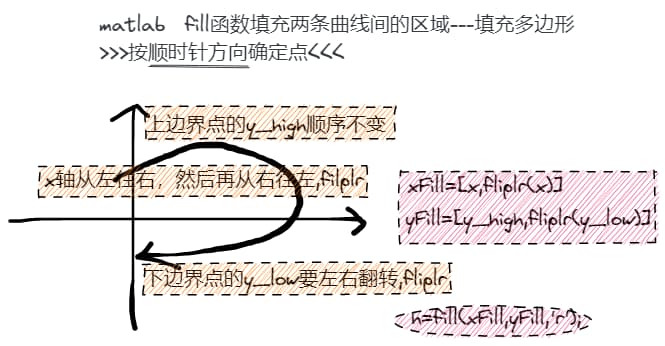 matlab fill函数填充两条曲线间的区域---填充多边形
>>>按顺时针方向确定点<<<
上边界点的y_high顺序不变
x轴从左往右，然后再从右往左,filplr
xFill=[x,fliplr(x)]
yFill=[y_high,fliplr(y_low)]
下边界点的y_low要左右翻转,fliplr
h=fill(xFill,yFill,'r');